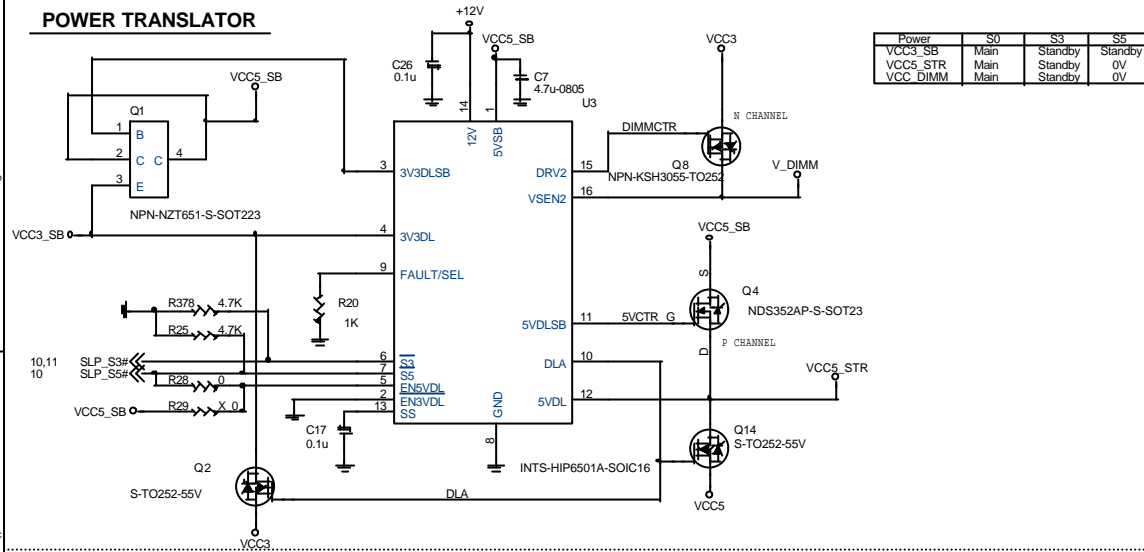 POWER TRANSLATOR
+12V
VCC5_SB
VCC3
Power S0 S3 S5
VCC3_SB Main Standby Standby
VCC5_STR Main Standby 0V
VCC_DIMM Main Standby 0V
C26
0.1u
C7
4.7u-0805
VCC5_SB
U3
Q1
14
1
12V
5VSB
1 B
2 C C 4
3 E
NPN-NZT651-S-SOT223
DIMMCTR
N CHANNEL
Q8
NPN-KSH3055-TO252
V_DIMM
3 3V3DLSB
DRV2 15
VSEN2 16
VCC3_SB
4 3V3DL
VCC5_SB
9 FAULT/SEL
R20
1K
S
Q4
NDS352AP-S-SOT23
R378 4.7K
R25 4.7K
5VDLSB 11
5VCTR_G
D
P CHANNEL
10,11 SLP_S3#
10 SLP_S5#
6 S3
7 S5
5 EN5VDL
2 EN3VDL
13 SS
DLA 10
5VDL 12
VCC5_STR
R28 0
VCC5_SB
R29 X_0
C17
0.1u
GND
8
INTS-HIP6501A-SOIC16
Q14
S-TO252-55V
VCC5
Q2
S-TO252-55V
DLA
VCC3